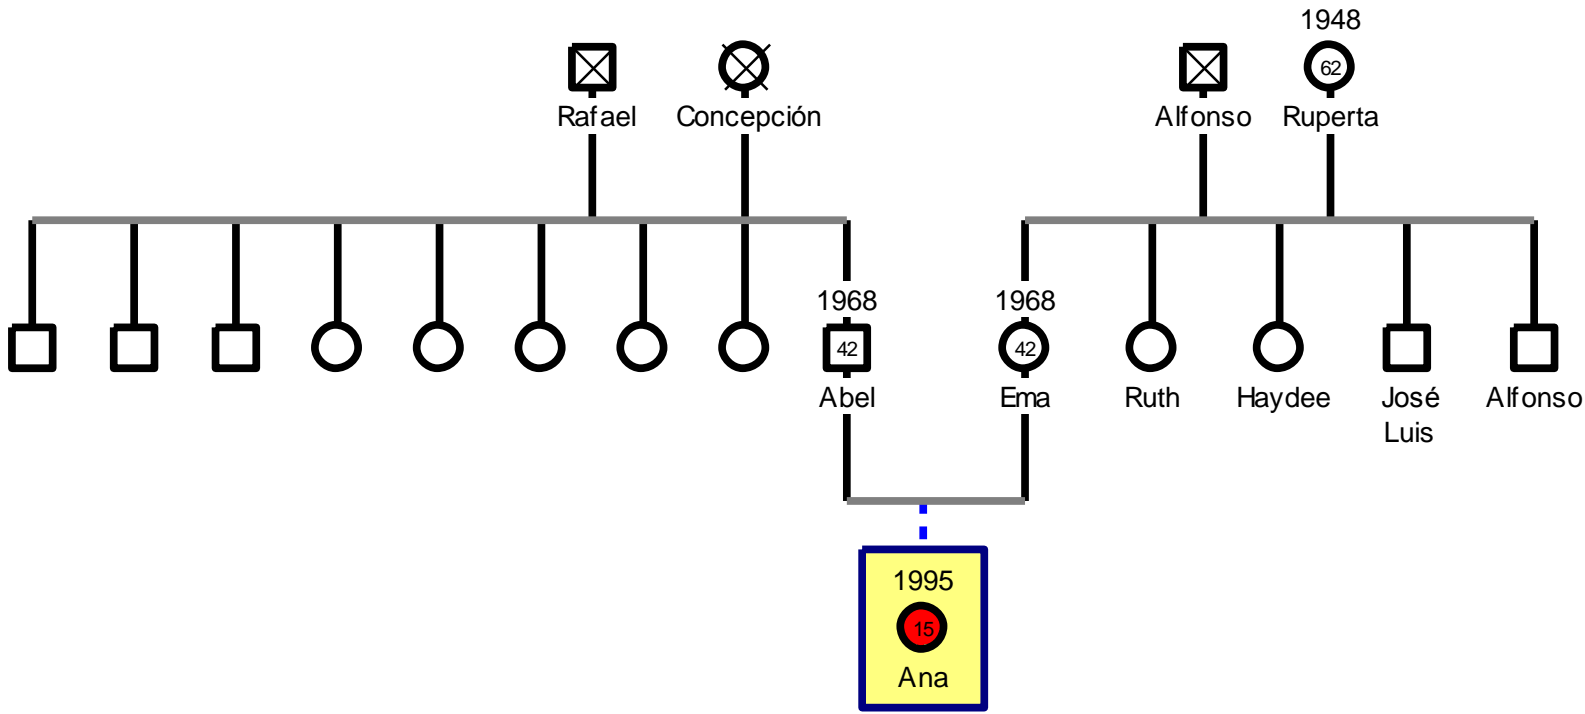 1948
62
Rafael
Concepción
Alfonso
Ruperta
1968
1968
42
42
Abel
Ema
Ruth
Haydee
José
Luis
Alfonso
1995
15
Ana